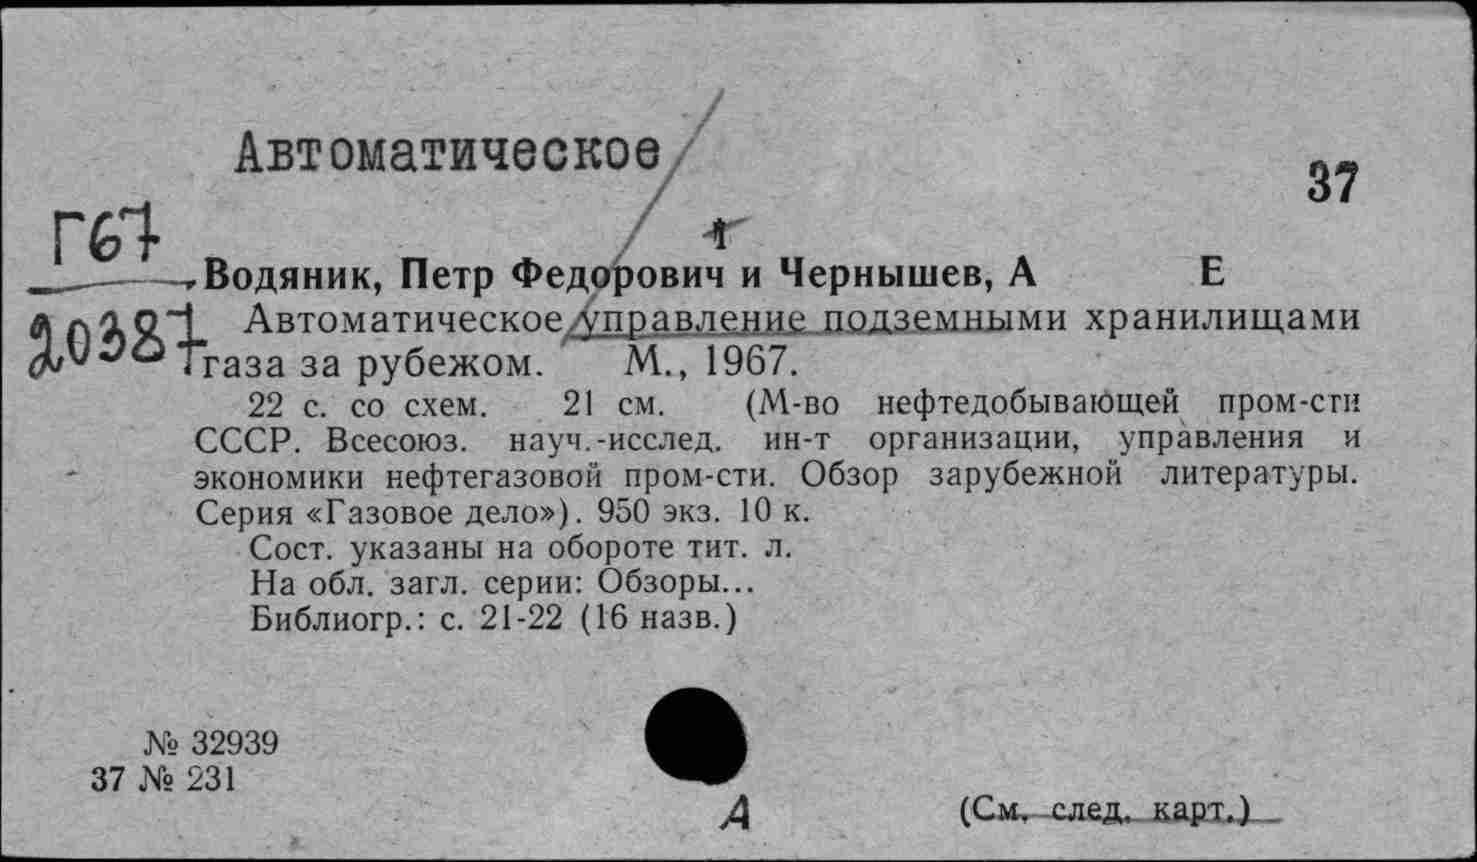 Автоматическое
37
Г67
20387
Водяник, Петр Федорович и Чернышев, А Е
Автоматическое управление подземными хранилищами
газа за рубежом. М., 1967.
22 с. со схем. 21 см. (М-во нефтедобывающей пром-сти
СССР. Всесоюз. науч.-исслед. ин-т организации, управления и
экономики нефтегазовой пром-сти. Обзор зарубежной литературы.
Серия «Газовое дело»). 950 экз. 10 к.
Сост. указаны на обороте тит. л.
На обл. загл. серии: Обзоры...
Библиогр.: с. 21-22 (16 назв.)
№ 32939
37 № 231
А
(См. след. карт.)